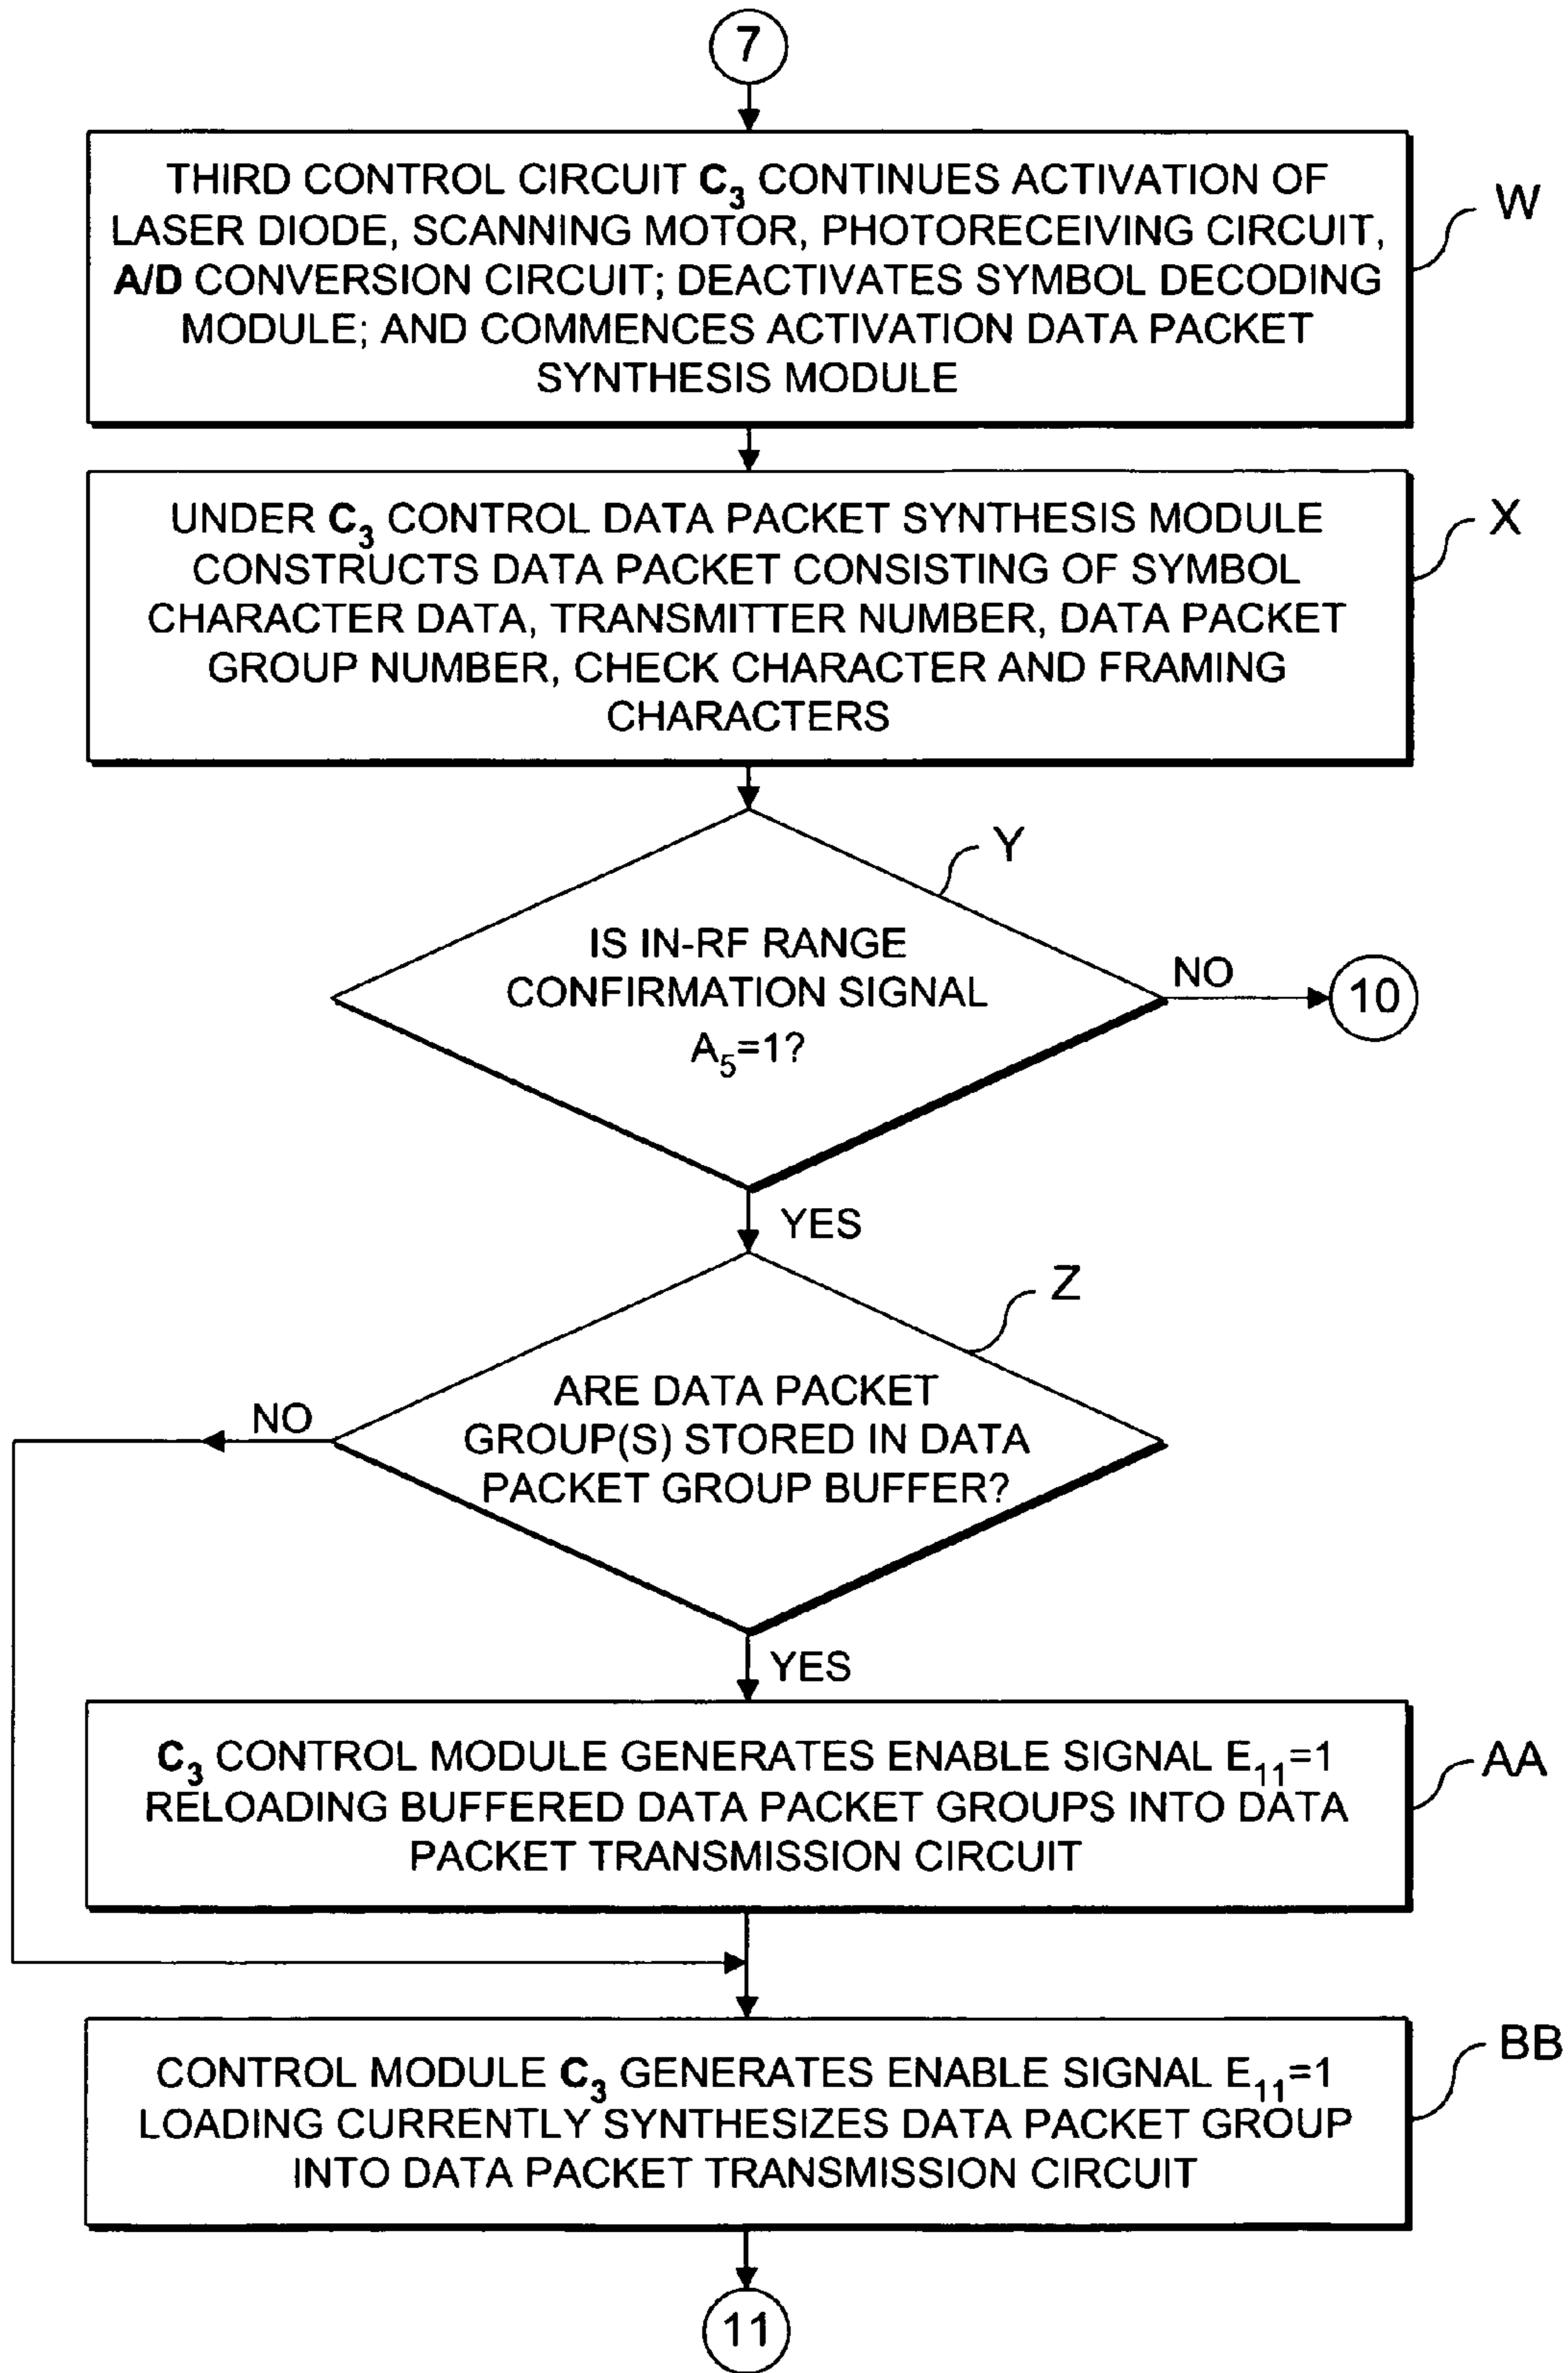 7
THIRD CONTROL CIRCUIT C₃ CONTINUES ACTIVATION OF
LASER DIODE, SCANNING MOTOR, PHOTORECEIVING CIRCUIT,
A/D CONVERSION CIRCUIT; DEACTIVATES SYMBOL DECODING
MODULE; AND COMMENCES ACTIVATION DATA PACKET
SYNTHESIS MODULE
W
UNDER C₃ CONTROL DATA PACKET SYNTHESIS MODULE
CONSTRUCTS DATA PACKET CONSISTING OF SYMBOL
CHARACTER DATA, TRANSMITTER NUMBER, DATA PACKET
GROUP NUMBER, CHECK CHARACTER AND FRAMING
CHARACTERS
X
Y
IS IN-RF RANGE
CONFIRMATION SIGNAL
A₅=1?
NO
10
YES
Z
ARE DATA PACKET
GROUP(S) STORED IN DATA
PACKET GROUP BUFFER?
NO
YES
C₃ CONTROL MODULE GENERATES ENABLE SIGNAL E₁₁=1
RELOADING BUFFERED DATA PACKET GROUPS INTO DATA
PACKET TRANSMISSION CIRCUIT
AA
CONTROL MODULE C₃ GENERATES ENABLE SIGNAL E₁₁=1
LOADING CURRENTLY SYNTHESIZES DATA PACKET GROUP
INTO DATA PACKET TRANSMISSION CIRCUIT
BB
11